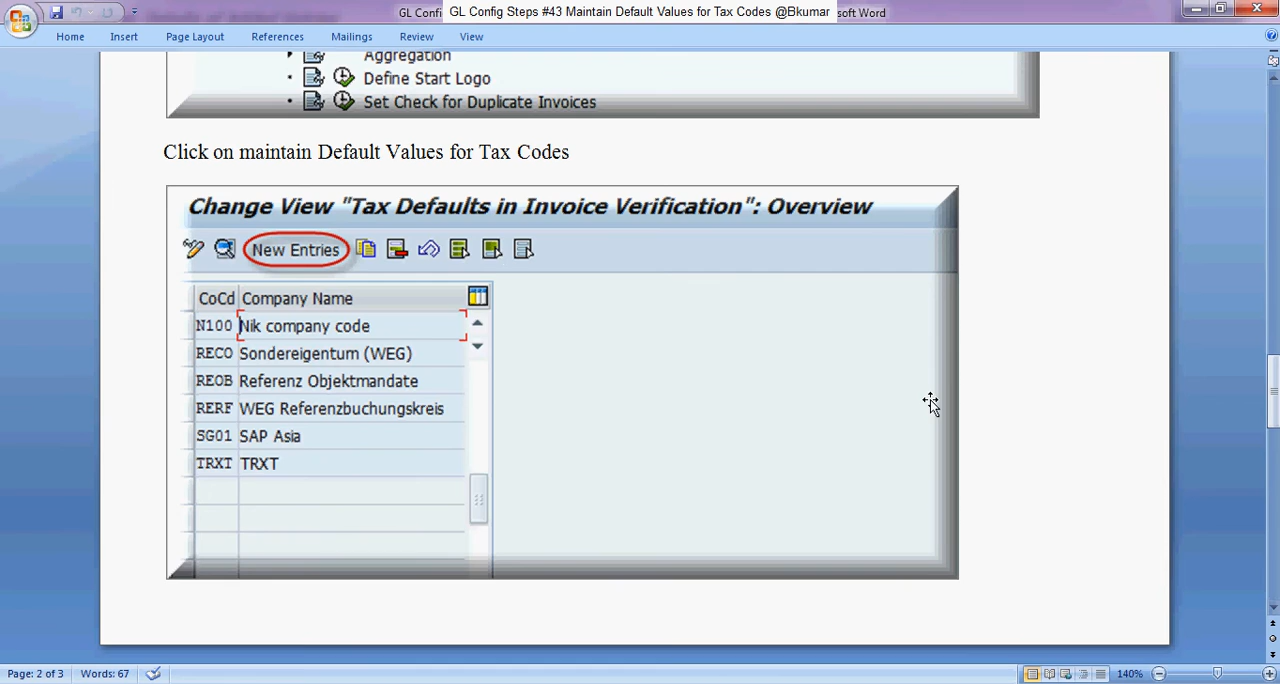 GL Confi
GL Config Steps #43 Maintain Default Values for Tax Codes @Bkumar
soft Word
Home Insert Page Layout References Mailings Review View
Aggregation
Define Start Logo
Set Check for Duplicate Invoices
Click on maintain Default Values for Tax Codes
Change View "Tax Defaults in Invoice Verification": Overview
New Entries
CoCd Company Name
N100 Nik company code
RECO Sondereigentum (WEG)
REOB Referenz Objektmandate
RERF WEG Referenzbuchungskreis
SG01 SAP Asia
TRXT TRXT
Page: 2 of 3 Words: 67 140%